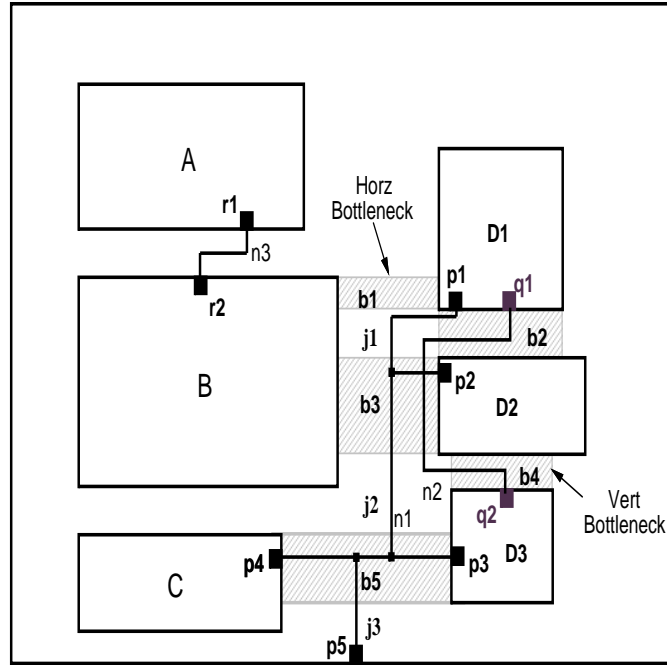 A
r1
n3
r2
B
Horz
Bottleneck
D1
p1
q1
b1
b2
j1
p2
b3
D2
n2
b4
q2
Vert
Bottleneck
j2
n1
p4
p3
D3
C
b5
j3
p5